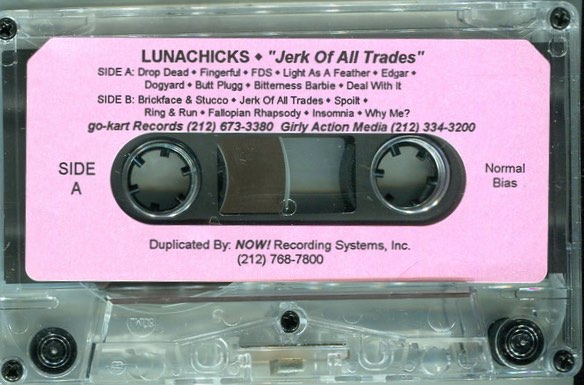 LUNACHICKS ◆ "Jerk Of All Trades"
SIDE A: Drop Dead ◆ Fingerful ◆ FDS ◆ Light As A Feather ◆ Edgar ◆
Dogyard ◆ Butt Plugg ◆ Bitterness Barbie ◆ Deal With It
SIDE B: Brickface & Stucco ◆ Jerk Of All Trades ◆ Spoilt ◆
Ring & Run ◆ Fallopian Rhapsody ◆ Insomnia ◆ Why Me?
go-kart Records (212) 673-3380 Girly Action Media (212) 334-3200
SIDE
A
Normal
Bias
Duplicated By: NOW! Recording Systems, Inc.
(212) 768-7800